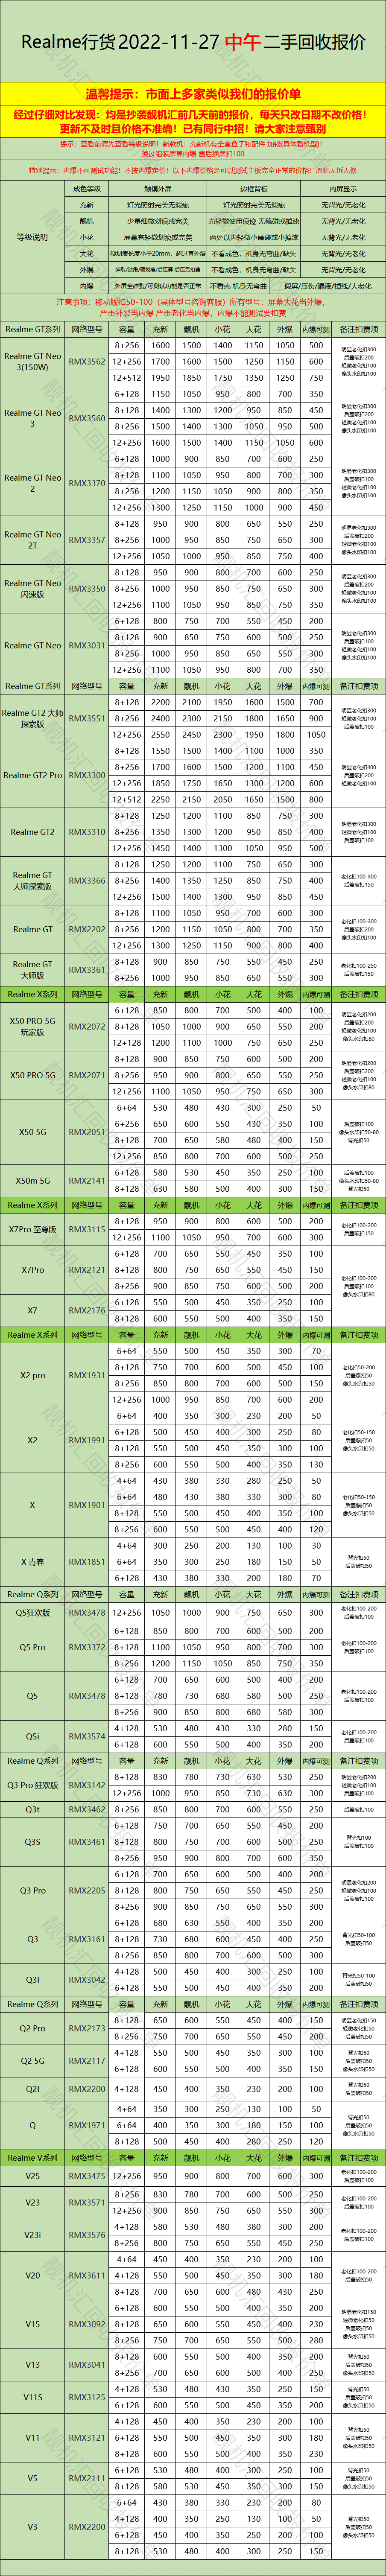 Realme行货2022-11-27 中午 二手回收报价
温馨提示：市面上多家类似我们的报价单
经过仔细对比发现：均是抄袭靓机汇前几天前的报价，每天只改日期不改价格！
更新不及时且价格不准确！已有同行中招！请大家注意甄别
提示：查看前请先查看等级说明！新款机：充新机有全套盒子和配件 加钱(具体看机型)！
换过组装屏算内爆 售后换屏扣100
特别提示：内爆不可测试功能！不按内爆定价！以下内爆价格是可以测试主板完全正常的价格！原机无拆无修
等级说明 成色等级 触摸外屏 边框背板 内屏显示
充新 灯光照射完美无瑕疵 灯光照射完美无瑕疵 无背光/无老化
靓机 少量细微划痕或完美 壳轻微使用痕迹 无磕碰或掉漆 无背光/无老化
小花 屏幕有轻微划痕或完美 两处以内轻微小磕碰或小掉漆 无背光/无老化
大花 硬划痕长度小于20mm，超过算外爆 不看成色、机身无弯曲/缺失 无背光/无老化
外爆 不看成色、机身无弯曲/缺失 无背光/无老化
内爆 外屏全碎裂/可测试功能是否正常 不看壳 机身无弯曲 假屏/压伤/漏液/掉线/大老化
注意事项：移动版扣50-100（具体型号咨询客服）所有型号：屏幕大花当外爆，
严重外裂当内爆 严重老化当内爆，内爆不能测试要扣费
Realme GT系列 网络型号 容量 充新 靓机 小花 大花 外爆 内爆可测 备注扣费项
Realme GT Neo 3(150W) RMX3562 8+256 1600 1500 1400 1150 1050 500 明显老化扣300
12+256 1700 1600 1500 1250 1150 600 后盖破扣200 轻微老化扣100
12+512 1950 1850 1750 1350 1250 750 像头水印扣100
Realme GT Neo 3 RMX3560 6+128 1150 1050 950 800 700 350 明显老化扣300
8+128 1400 1300 1200 950 850 450 后盖破扣200
8+256 1500 1400 1300 1050 950 500 轻微老化扣100
12+256 1600 1500 1400 1150 1050 600 像头水印扣100
Realme GT Neo 2 RMX3370 6+128 1000 900 850 700 600 250 明显老化扣300
8+128 1100 1050 950 800 700 300 后盖破扣100
8+256 1200 1150 1050 900 800 350 轻微老化扣100
12+256 1300 1250 1150 1000 900 450 像头水印扣100
Realme GT Neo 2T RMX3357 8+128 950 900 800 650 550 250 明显老化扣300
8+256 1000 950 850 750 650 300 后盖破扣100 轻微老化扣100
12+256 1050 1000 950 850 750 400 像头水印扣100
Realme GT Neo 闪速版 RMX3350 8+128 950 900 800 700 600 250 明显老化扣300
8+256 1000 950 850 750 650 300 后盖破扣100 轻微老化扣100
12+256 1100 1050 950 850 750 350 像头水印扣100
Realme GT Neo RMX3031 6+128 800 750 700 550 450 200 明显老化扣300
8+128 900 850 750 600 500 250 后盖破扣100
8+256 1000 950 850 650 550 300 轻微老化扣100
12+256 1100 1050 950 800 700 350 像头水印扣100
Realme GT系列 网络型号 容量 充新 靓机 小花 大花 外爆 内爆可测 备注扣费项
Realme GT2 大师探索版 RMX3551 8+128 2200 2100 1950 1600 1500 700 明显老化扣300
8+256 2400 2300 2150 1800 1650 900 轻微老化扣100
12+256 2550 2450 2300 1950 1800 1050 后盖破扣100
Realme GT2 Pro RMX3300 8+128 1550 1500 1400 1100 1000 350 明显老化扣400
8+256 1700 1600 1500 1200 1100 450 后盖破扣200
12+256 1850 1750 1650 1300 1200 600 轻微老化扣100
12+512 2250 2150 2050 1650 1500 800
Realme GT2 RMX3310 8+128 1250 1200 1100 850 750 300 明显老化扣300
8+256 1350 1300 1200 950 850 400 轻微老化扣100
12+256 1450 1400 1300 1050 950 500 后盖破扣100
Realme GT 大师探索版 RMX3366 8+128 1250 1200 1100 750 650 300 老化扣100-300
8+256 1400 1350 1250 850 750 400 后盖破扣150
12+256 1500 1400 1300 950 850 450
Realme GT RMX2202 8+128 1100 1050 950 700 600 300 老化扣100-300
8+256 1200 1150 1050 800 700 350 后盖破扣200
12+256 1300 1250 1150 900 800 400 像头水印扣100
Realme GT 大师版 RMX3361 8+128 900 850 750 550 450 250 老化扣100-250
8+256 1000 950 850 650 550 300 后盖破扣150
Realme X系列 网络型号 容量 充新 靓机 小花 大花 外爆 内爆可测 备注扣费项
X50 PRO 5G 玩家版 RMX2072 6+128 850 800 700 500 400 100 明显老化扣200
8+128 1050 1000 900 650 550 200 后盖破扣200 轻微老化扣100
12+128 1200 1100 1000 750 650 250 像头水印扣80
X50 PRO 5G RMX2071 8+128 900 850 750 600 500 200 明显老化扣200
8+256 950 900 800 650 550 250 后盖破扣200 轻微老化扣100
12+256 1100 1050 950 750 650 300 像头水印扣80
X50 5G RMX2051 6+64 530 480 430 300 250 50
6+256 650 600 550 430 350 100 后盖破扣100
8+128 700 650 580 480 400 150 像头水印扣50-80
12+256 850 800 700 600 500 250 背光扣50
X50m 5G RMX2141 6+128 580 530 450 350 250 100 后盖破扣100 像头水印扣50-80
8+128 630 580 500 400 300 150 背光扣50
Realme X系列 网络型号 容量 充新 靓机 小花 大花 外爆 内爆可测 备注扣费项
X7Pro 至尊版 RMX3115 8+128 950 900 800 600 500 200 老化扣100-200
12+256 1100 1050 950 700 600 300 后盖破扣150
X7Pro RMX2121 6+128 700 650 550 450 350 100
8+128 800 750 650 550 450 150 老化扣100-200
8+256 900 850 750 600 500 200 后盖破扣100
X7 RMX2176 6+128 550 500 450 350 250 100 像头水印扣80
8+128 600 550 500 400 350 150
Realme X系列 网络型号 容量 充新 靓机 小花 大花 外爆 内爆可测 备注扣费项
X2 pro RMX1931 6+64 550 500 450 350 300 70
8+128 750 700 600 500 450 100 老化扣50-200
8+256 850 800 700 600 500 150 后盖爆扣50
12+256 1000 950 850 700 600 200 像头水印扣50
X2 RMX1991 6+64 400 350 300 230 200 50
6+128 500 450 400 300 250 80 老化扣50-150
8+128 550 500 450 350 300 100 后盖爆扣50
8+256 600 550 500 400 350 130 像头水印扣50
X RMX1901 4+64 430 380 330 280 250 50
6+64 480 430 380 330 300 80 老化扣50-150
8+128 550 500 450 400 350 100 后盖爆扣50
8+256 600 550 500 450 400 120 像头水印扣50
X 青春 RMX1851 4+64 300 250 200 130 100 30
6+64 350 300 250 180 150 50 背光扣50
6+128 430 380 330 200 180 70 后盖破扣50
Realme Q系列 网络型号 容量 充新 靓机 小花 大花 外爆 内爆可测 备注扣费项
Q5狂欢版 RMX3478 12+256 1050 1000 900 750 650 300 老化扣100-200 后盖破扣100
Q5 Pro RMX3372 6+128 850 800 700 600 500 200
8+128 1100 1050 950 800 700 300 老化扣100-200
8+256 1200 1150 1050 850 750 350 后盖破扣100
Q5 RMX3478 6+128 700 650 600 500 400 200
8+128 780 730 680 580 500 250 老化扣100-200
8+256 900 850 800 680 580 300 后盖破扣100
Q5i RMX3574 4+128 530 480 430 330 280 150 老化扣100-200
6+128 600 550 500 400 350 200 后盖破扣100
Realme Q系列 网络型号 容量 充新 靓机 小花 大花 外爆 内爆可测 备注扣费项
Q3 Pro 狂欢版 RMX3142 8+128 830 780 730 630 530 250 明显老化扣200 轻微老化扣100
12+256 1000 950 850 730 630 300 后盖破扣100
Q3t RMX3462 8+256 850 800 700 600 550 250 后盖破扣100
Q3S RMX3461 6+128 750 700 650 550 450 200
8+128 800 750 700 600 500 250 背光扣100
8+256 950 900 800 700 600 350 后盖破扣100
Q3 Pro RMX2205 6+128 700 650 600 500 400 200 明显老化扣200
8+128 800 750 650 550 450 250 轻微老化扣100
8+256 900 850 750 650 550 300 后盖破扣100
Q3 RMX3161 6+128 680 630 550 400 350 200
8+128 730 680 600 450 400 250 背光扣50-100
8+256 850 800 700 600 500 300 后盖破扣50
Q3I RMX3042 4+128 500 450 400 300 250 100 背光扣50-100
6+128 550 500 450 400 350 200 后盖破扣50
Realme Q系列 网络型号 容量 充新 靓机 小花 大花 外爆 内爆可测 备注扣费项
Q2 Pro RMX2173 8+128 650 600 550 450 400 150 明显老化扣150 轻微老化扣50
8+256 750 700 650 550 450 200 后盖破扣50
Q2 5G RMX2117 4+128 550 500 450 350 300 100 背光扣50 后盖破扣50
6+128 600 550 500 400 350 150 像头水印扣50
Q2I RMX2200 4+128 450 400 350 230 200 100 背光扣50 后盖破扣50
Q RMX1971 4+64 350 300 250 130 100 50 背光扣50
6+64 400 350 300 180 150 100 后盖破扣50
8+128 500 450 400 280 250 120 像头水印扣50
Realme V系列 网络型号 容量 充新 靓机 小花 大花 外爆 内爆可测 备注扣费项
V25 RMX3475 12+256 950 900 800 700 600 300 老化扣100-200 后盖破扣100
V23 RMX3571 8+256 830 780 700 600 500 250 老化扣100-200
12+256 900 850 750 650 550 300 后盖破扣100
V23i RMX3576 4+128 580 530 480 380 300 200 老化扣100-200
8+256 800 750 650 550 450 250 后盖破扣100
V20 RMX3611 4+64 450 400 350 230 200 100
4+128 550 500 450 350 300 180 老化扣100-200
8+128 700 650 600 480 430 250 后盖破扣50
V15 RMX3092 6+128 600 550 500 400 350 200 明显老化扣150
8+128 650 600 550 450 400 230 轻微老化扣50 后盖破扣50
8+256 750 700 650 550 500 280 像头水印扣50
V13 RMX3041 8+128 600 550 500 400 350 200 背光扣50 后盖破扣50
8+256 700 650 600 500 400 250 像头水印扣50
V11S RMX3125 4+128 530 480 430 350 250 150 背光扣50
6+128 600 550 500 450 350 200 后盖破扣50
V11 RMX3121 4+128 450 400 350 230 200 100 背光扣50
6+128 550 500 450 350 300 180 后盖破扣50
8+128 600 550 500 400 350 230 像头水印扣50
V5 RMX2111 6+128 530 480 400 300 250 100 背光扣50 后盖破扣50
8+128 580 530 450 350 300 150 像头水印扣50
V3 RMX2200 6+64 430 380 330 230 200 80
4+128 400 350 250 130 100 50 背光扣50
6+128 450 400 350 250 200 100 后盖破扣50
8+128 530 480 400 300 250 150 像头水印扣50